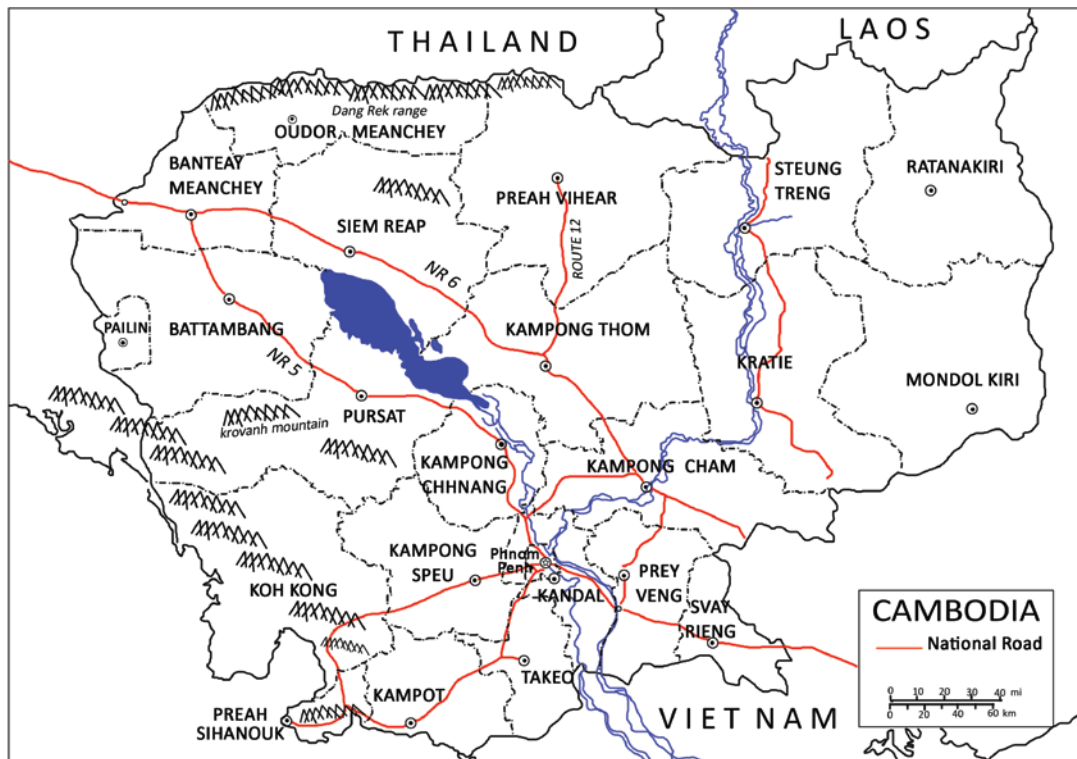 THAILAND
LAOS
Dang Rek range
OUDOR MEANCHEY
BANTEAY
MEANCHEY
STEUNG
TRENG
RATANAKIRI
PREAH VIHEAR
SIEM REAP
ROUTE 12
NR 6
PAILIN
BATTAMBANG
KAMPONG THOM
NR 5
KRATIE
MONDOL KIRI
PURSAT
krovanh mountain
KAMPONG
CHHNANG
KAMPONG CHAM
KAMPONG
SPEU
Phnom
Penh
PREY
VENG
KOH KONG
KANDAL
SVAY
RIENG
TAKEO
KAMPOT
PREAH
SIHANOUK
VIETNAM
CAMBODIA
National Road
0 10 20 30 40 mi
0 20 40 60 km